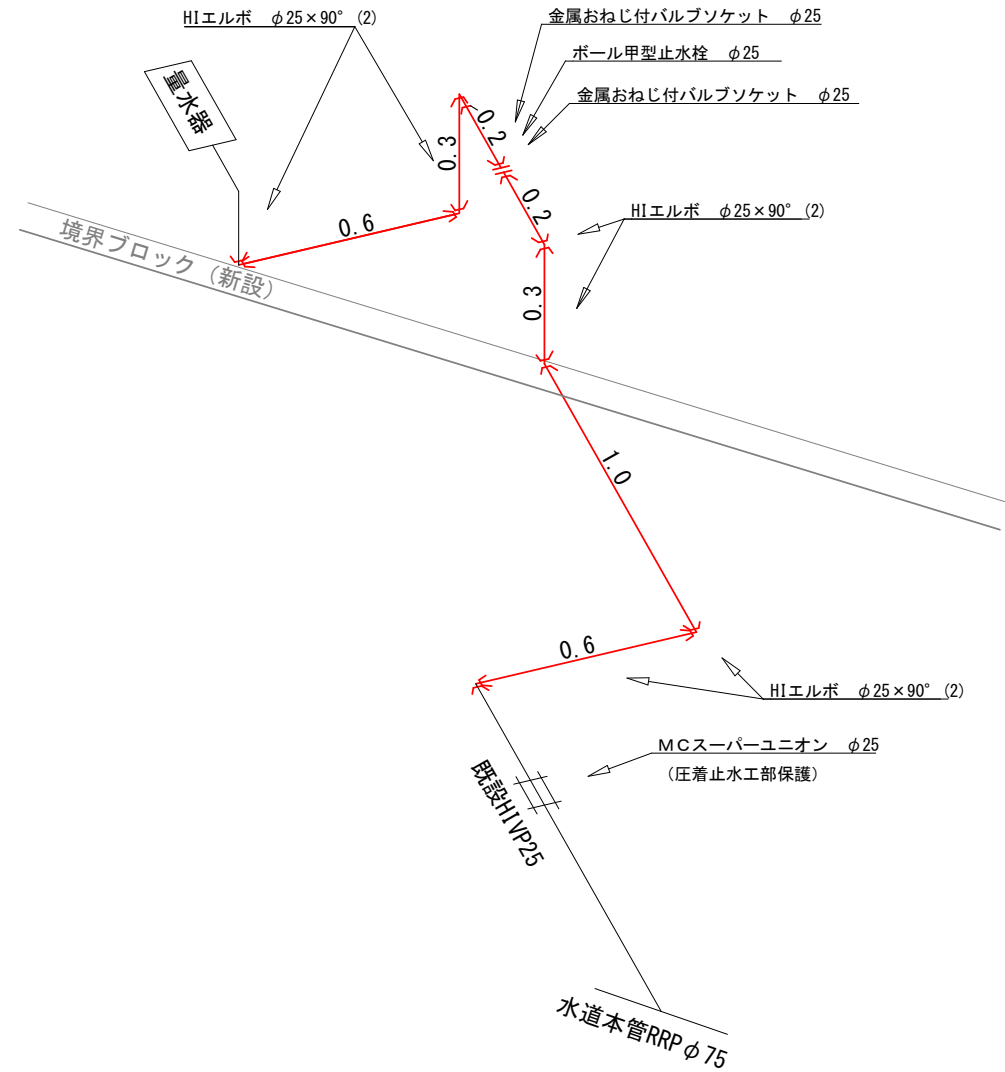 HIエルボ φ25×90° (2)
金属おねじ付バルブソケット φ25
ボール甲型止水栓 φ25
金属おねじ付バルブソケット φ25
量水器
0.2
0.3
0.2
0.6
HIエルボ φ25×90° (2)
境界ブロック（新設）
0.3
1.0
0.6
HIエルボ φ25×90° (2)
MCスーパーユニオン φ25
（圧着止水工部保護）
既設HIVP25
水道本管RRPφ75